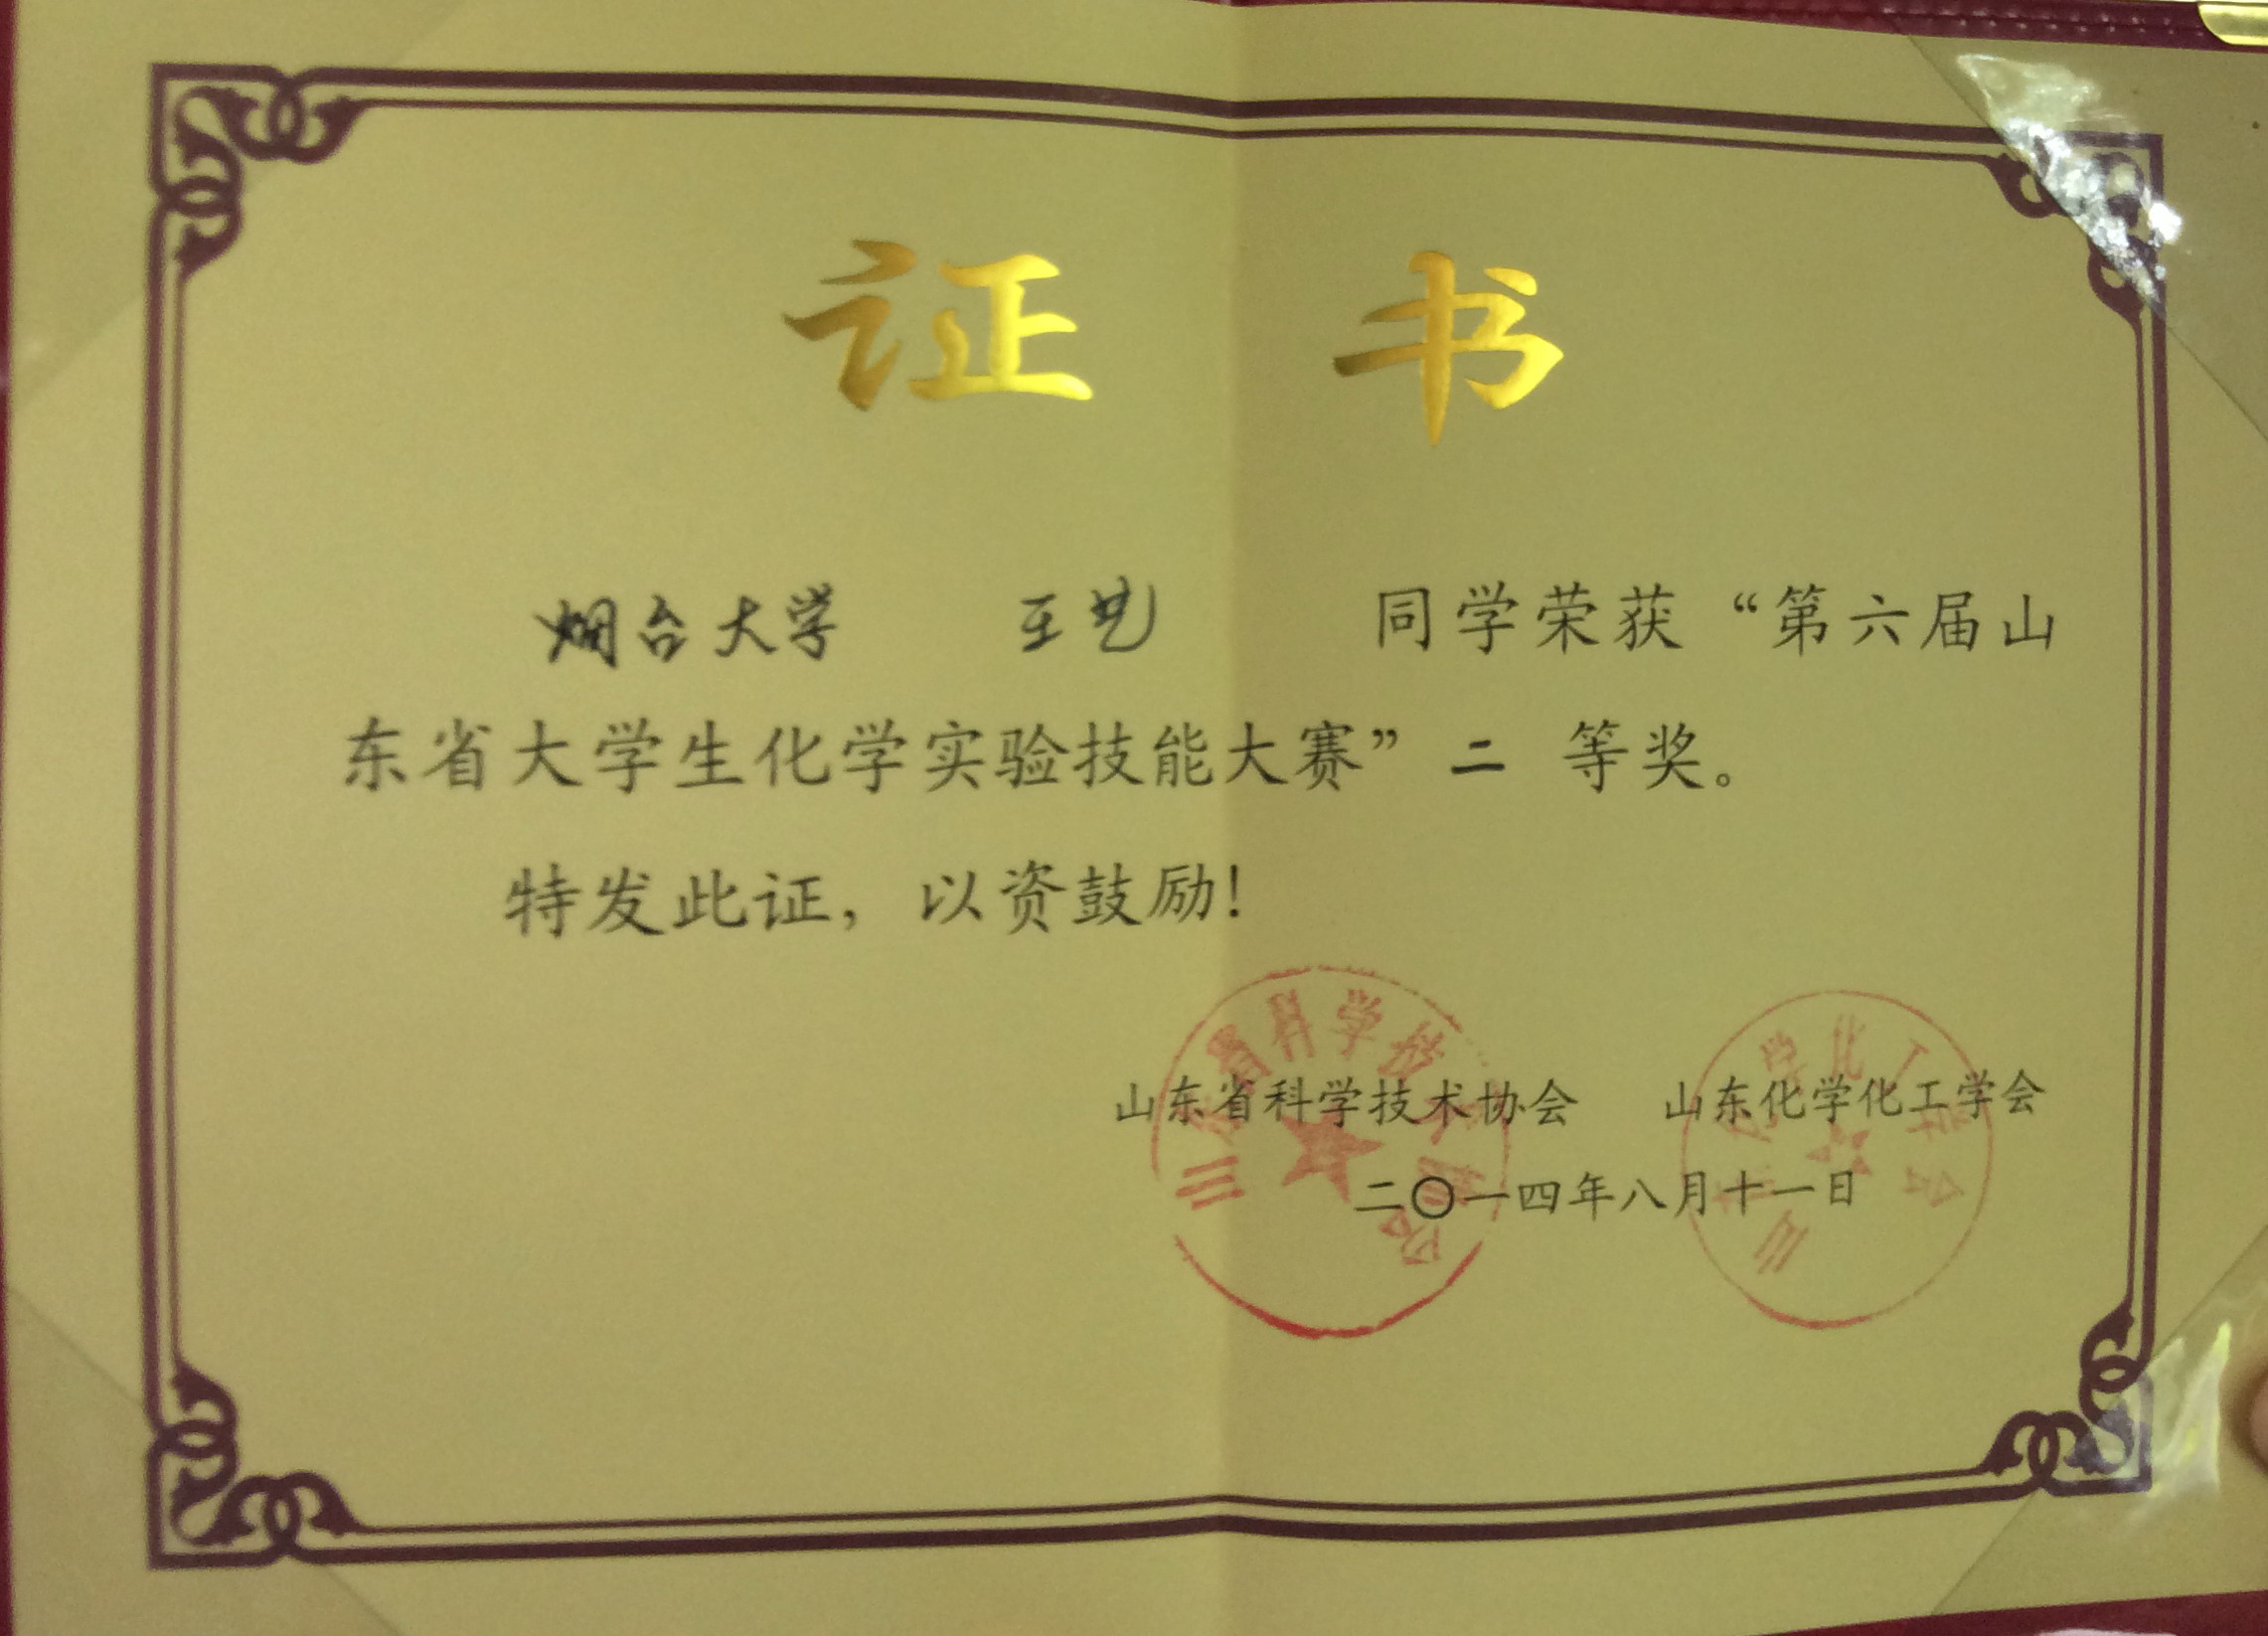 证 书
烟台大学 王艺 同学荣获“第六届山
东省大学生化学实验技能大赛”二 等奖。
特发此证，以资鼓励！
山东省科学技术协会 山东化学化工学会
二〇一四年八月十一日